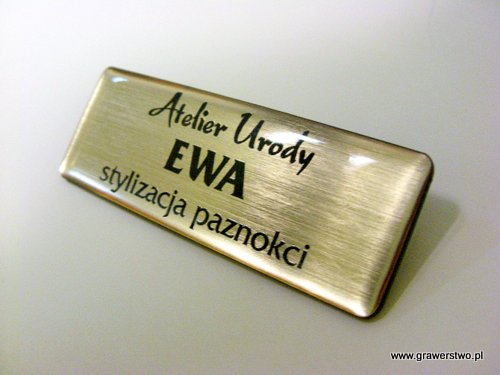 Atelier Urody
EWA
stylizacja paznokci
www.grawerstwo.pl